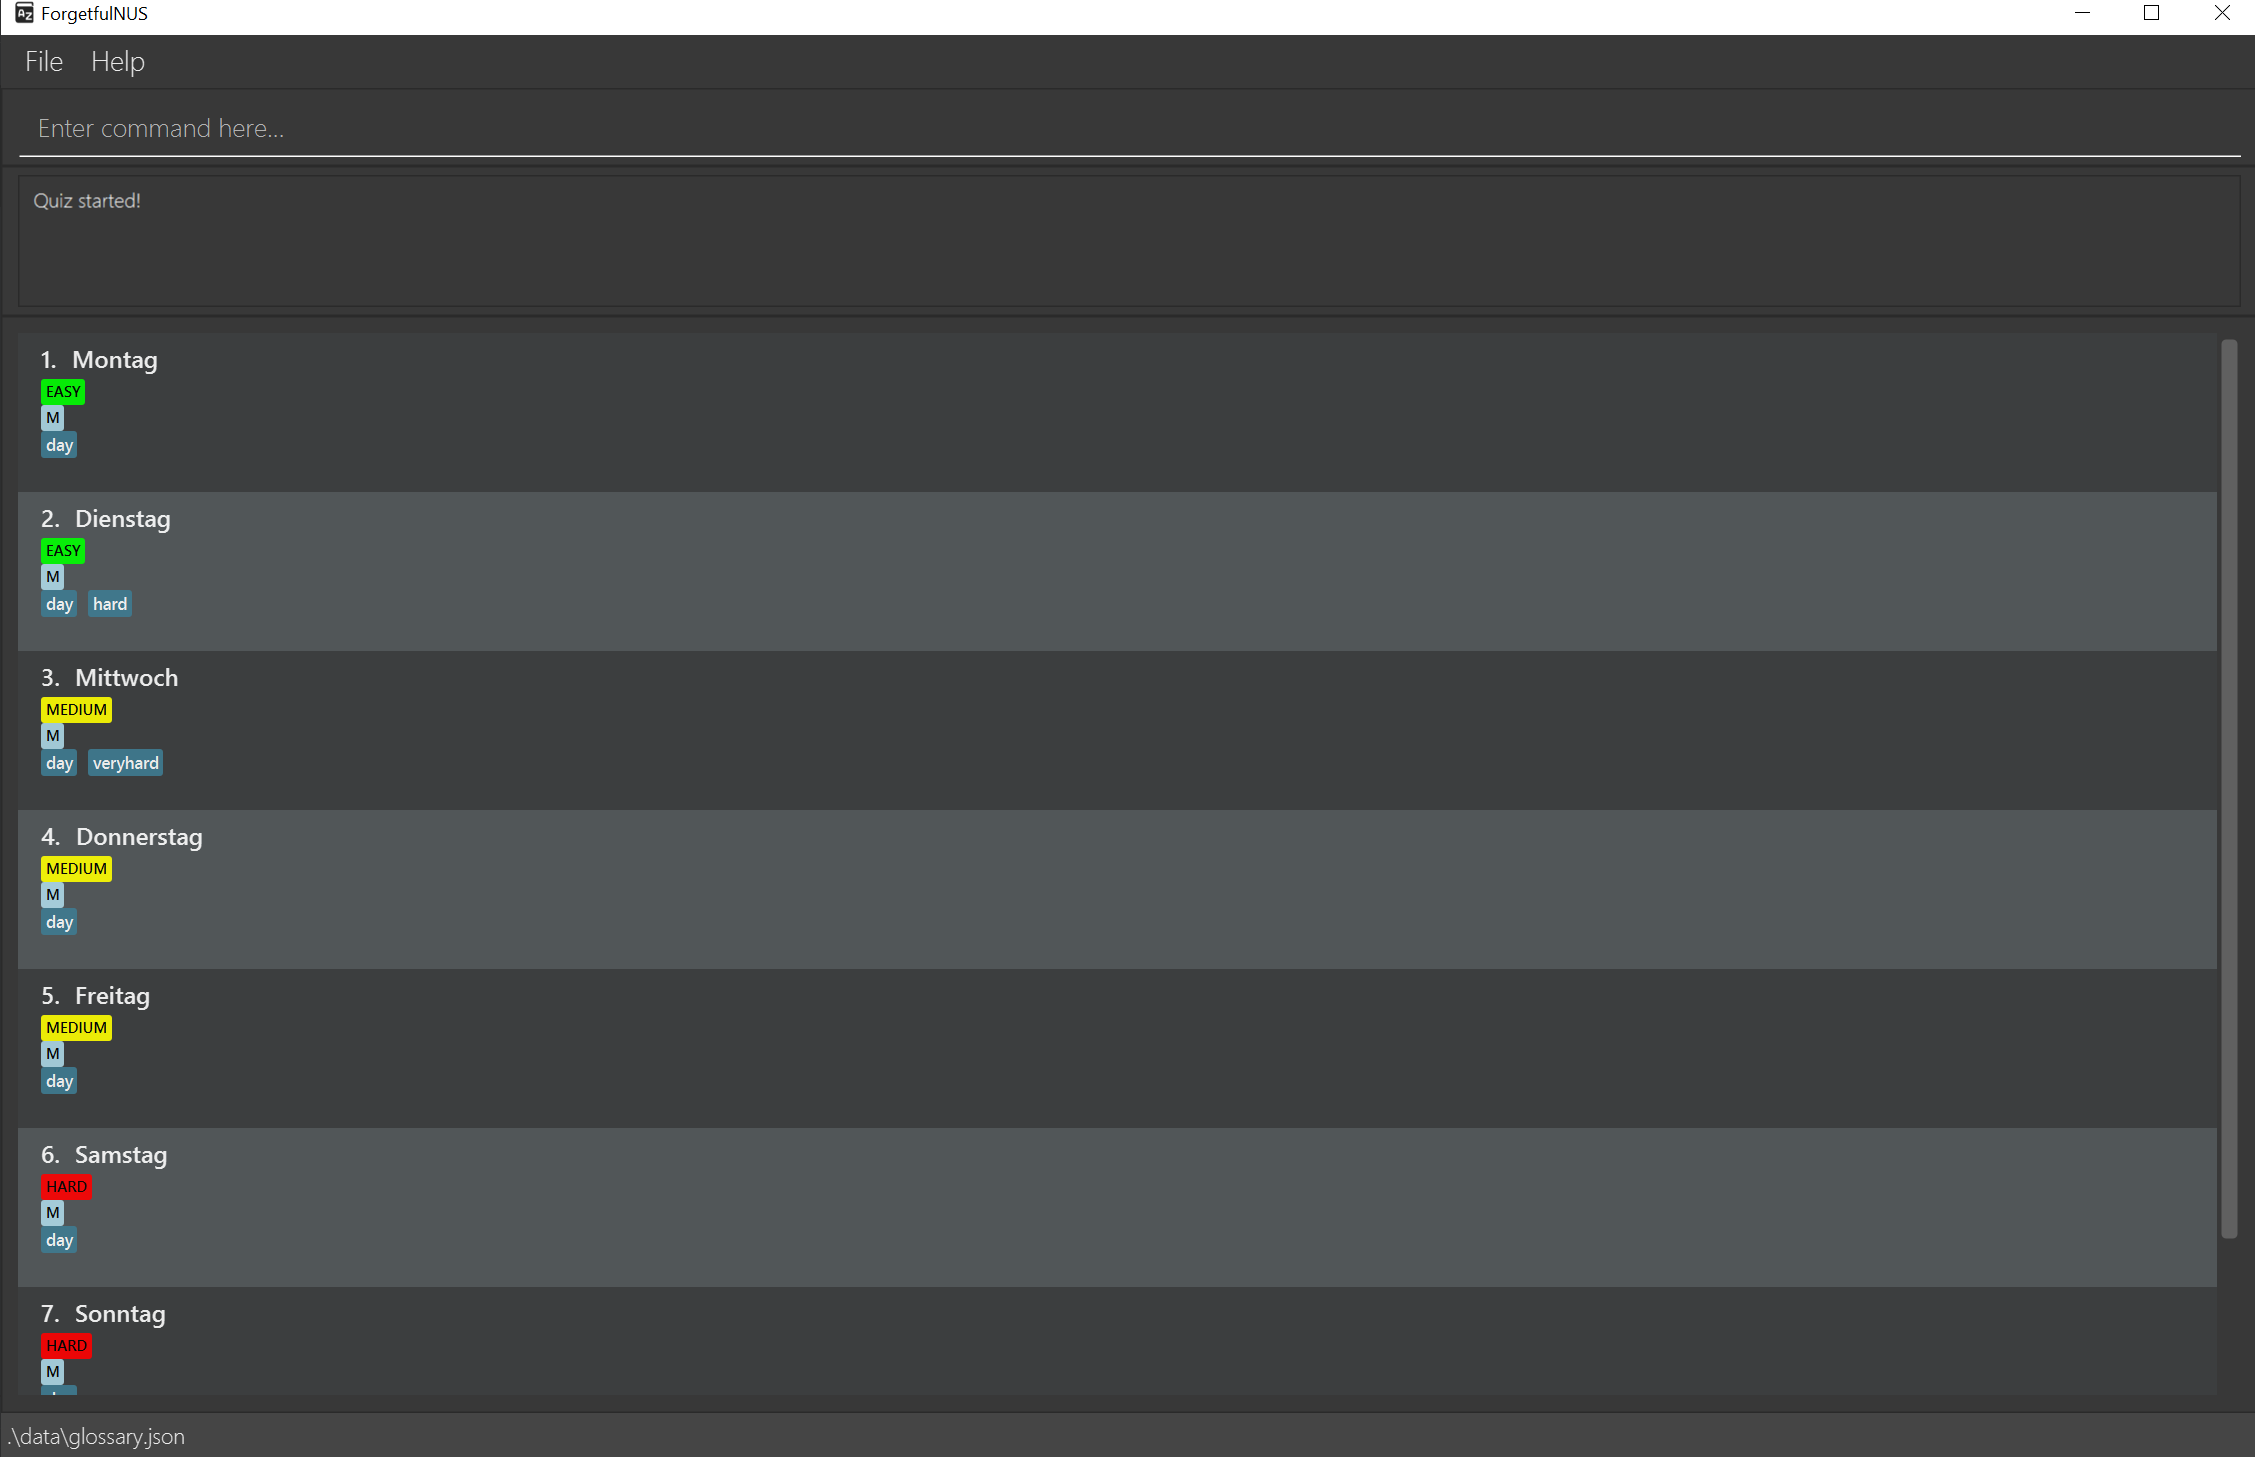 ForgetfulNUS
File Help
Enter command here...
Quiz started!
1. Montag
EASY
M
day
2. Dienstag
EASY
M
day hard
3. Mittwoch
MEDIUM
M
day veryhard
4. Donnerstag
MEDIUM
M
day
5. Freitag
MEDIUM
M
day
6. Samstag
HARD
M
day
7. Sonntag
HARD
M
.\data\glossary.json